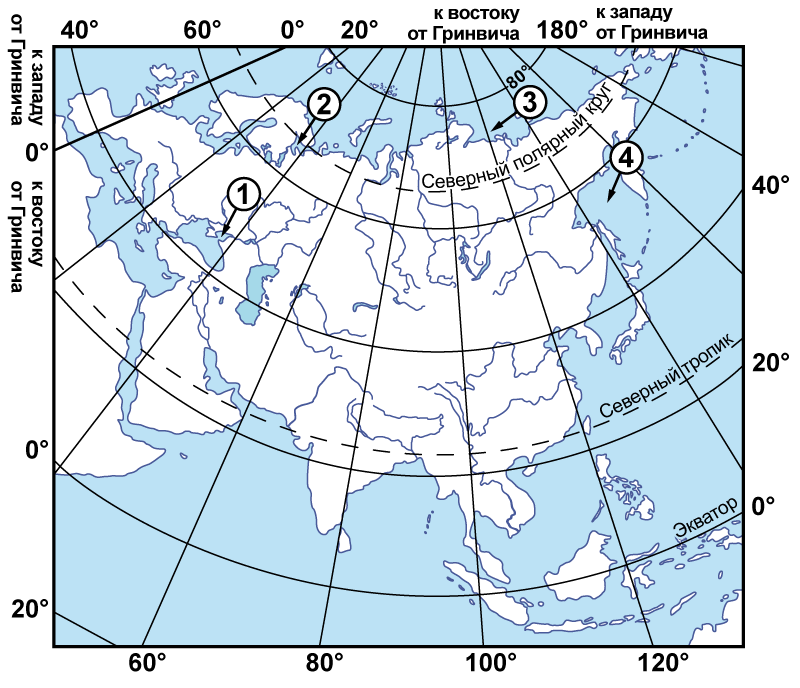 40°
60°
0°
20°
к востоку
от Гринвича
180°
к западу
от Гринвича
к западу
от Гринвича
0°
к востоку
от Гринвича
0°
20°
80°
Северный полярный круг
1
2
3
4
40°
20°
Северный тропик
0°
Экватор
60°
80°
100°
120°